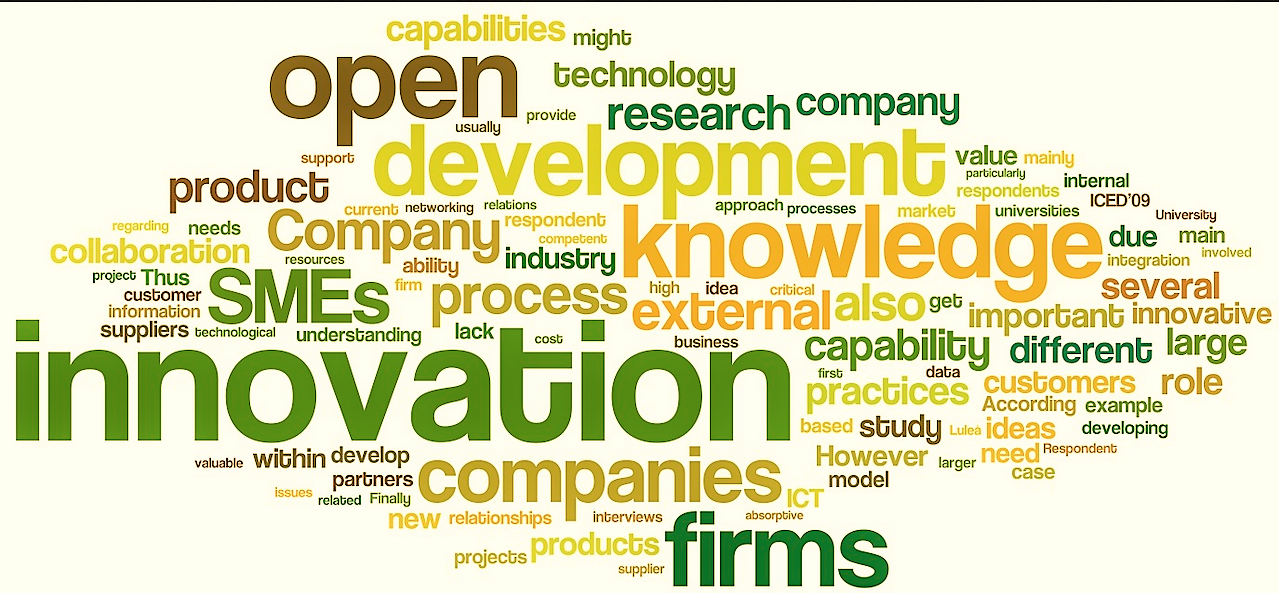 capabilities might
open technology
research company
usually provide
support development value mainly
particularly
product respondents internal
current networking relations approach processes market universities ICED'09
University
regarding needs Company respondent knowledge due main
collaboration competent
resources ability industry integration involved
project Thus SMEs firm process high idea critical several
customer external also get
information important innovative
suppliers technological understanding lack cost business
innovation capability different large
first data
practices customers role
According example
based study Luleå ideas developing
valuable within develop companies However larger need Respondent
partners model case
issues related Finally ICT
new relationships interviews absorptive
projects products firms
supplier